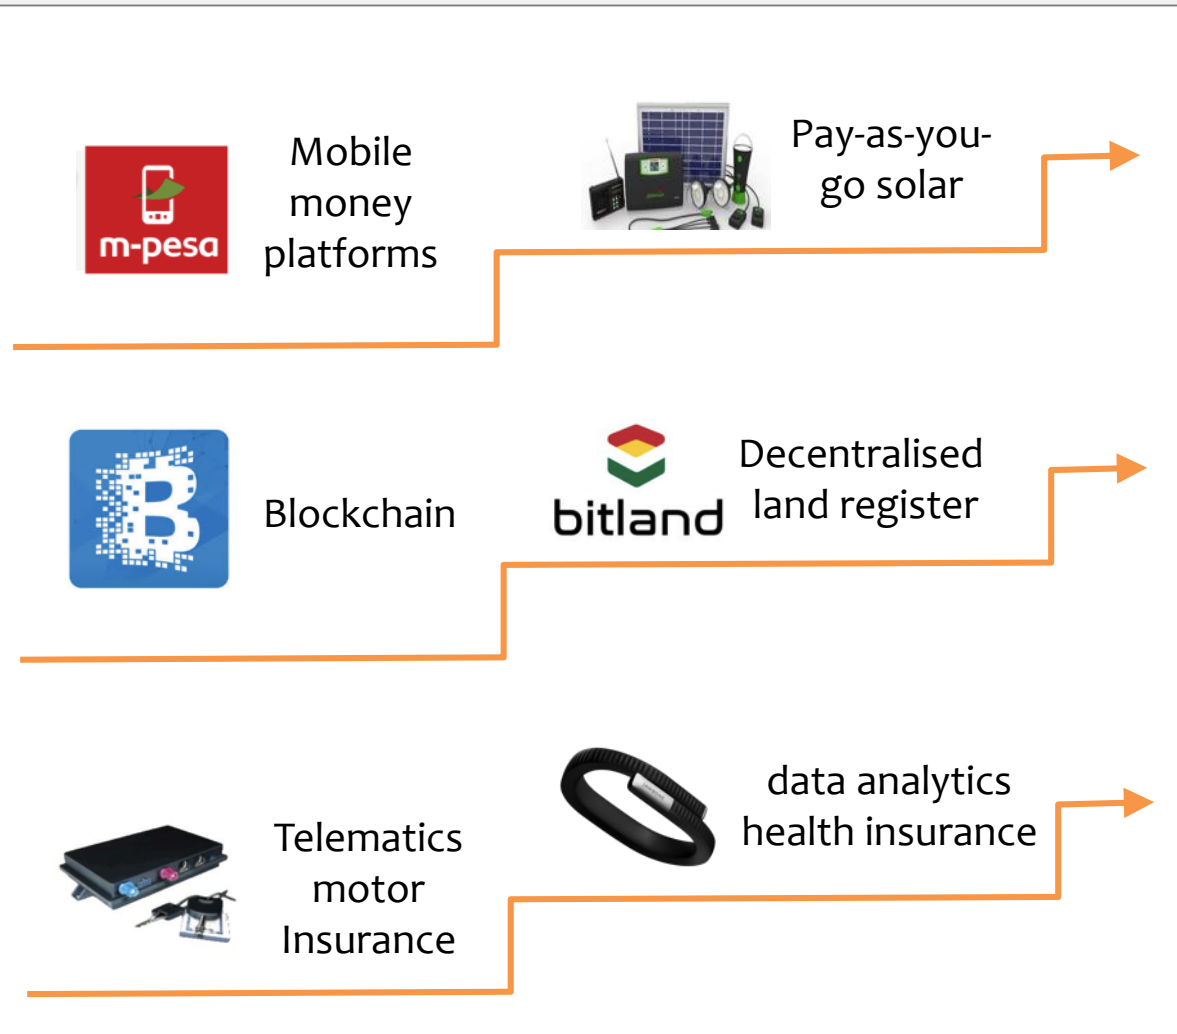 Mobile
money
platforms
m-pesa
Pay-as-you-
go solar
Blockchain
bitland
Decentralised
land register
Telematics
motor
Insurance
data analytics
health insurance